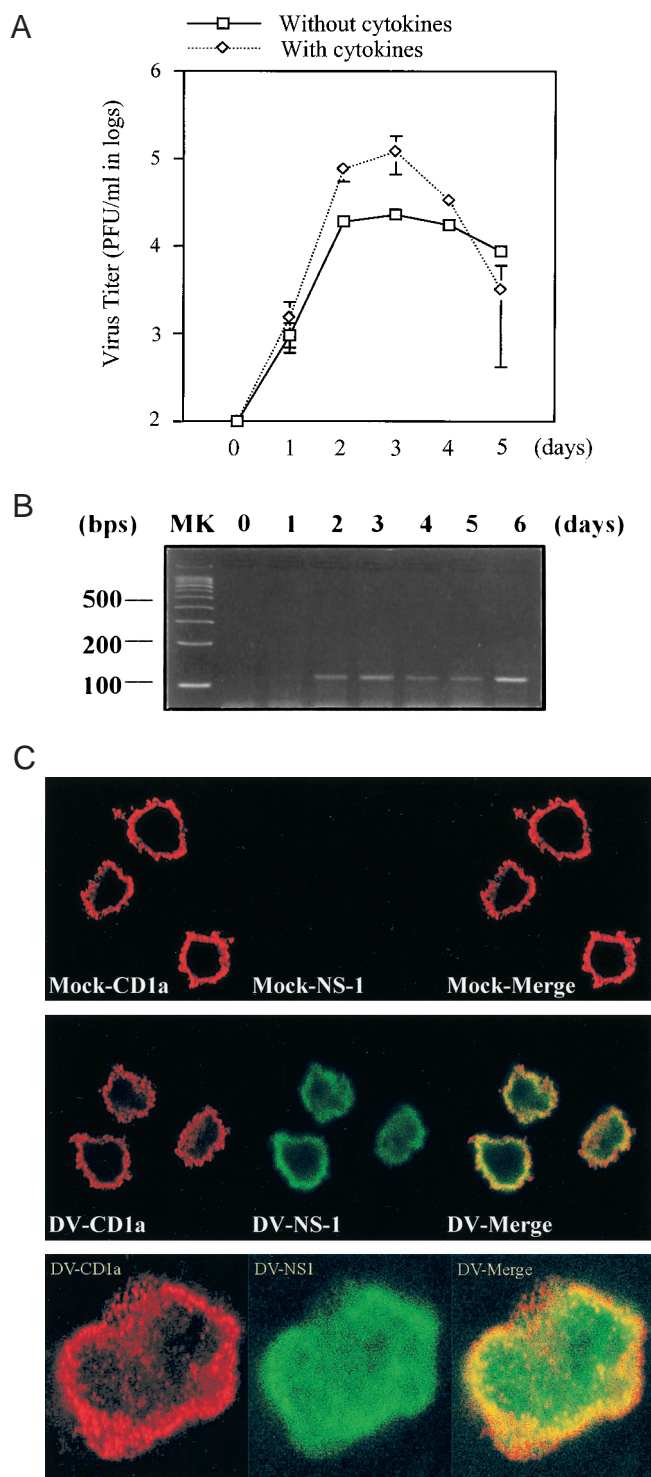 A
Without cytokines
With cytokines
Virus Titer (PFU/ml in logs)
6
5
4
3
2
0 1 2 3 4 5 (days)
B
(bps) MK 0 1 2 3 4 5 6 (days)
500
200
100
C
Mock-CD1a Mock-NS-1 Mock-Merge
DV-CD1a DV-NS-1 DV-Merge
DV-CD1a DV-NS1 DV-Merge